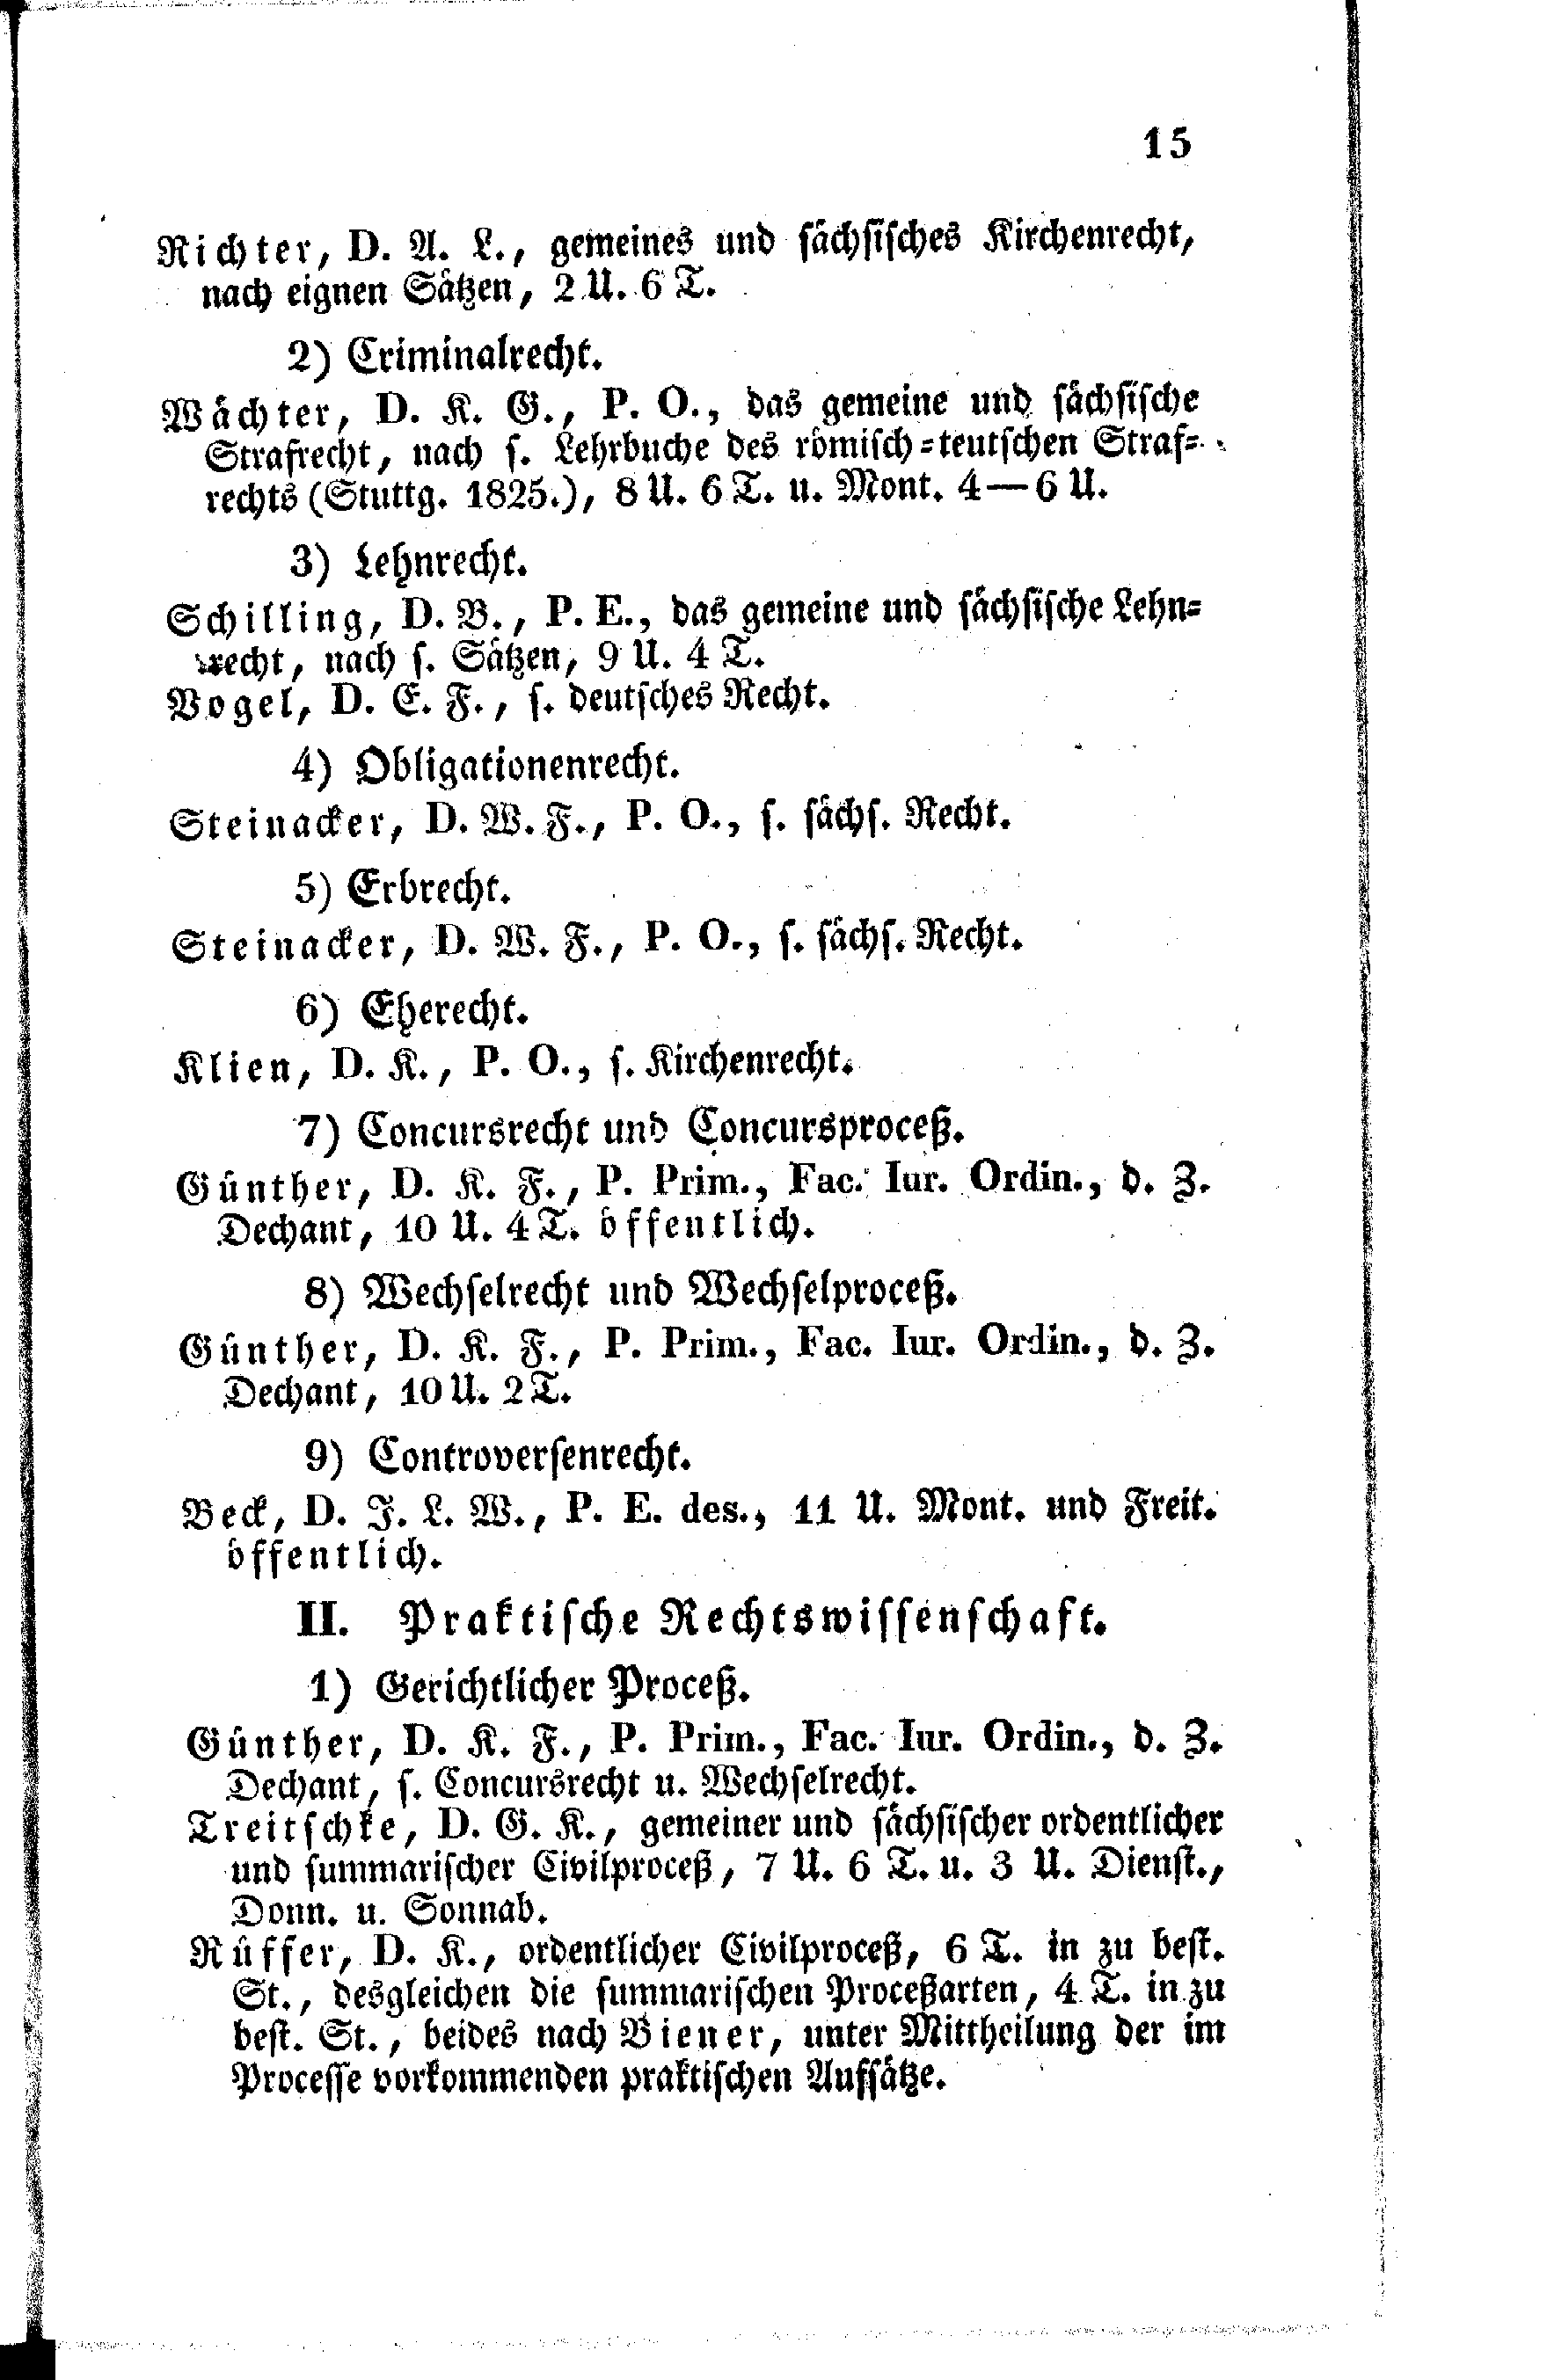 15
Richter, D. A. L., gemeines und sächsisches Kirchenrecht,
nach eignen Sätzen, 2 U. 6 T.
2) Criminalrecht.
Wächter, D. K. G., P. O., das gemeine und sächsische
Strafrecht, nach s. Lehrbuche des römisch-teutschen Straf-
rechts (Stuttg. 1825.), 8 U. 6 T. u. Mont. 4—6 U.
3) Lehnrecht.
Schilling, D. B., P. E., das gemeine und sächsische Lehn-
recht, nach s. Sätzen, 9 U. 4 T.
Vogel, D. E. F., s. deutsches Recht.
4) Obligationenrecht.
Steinacker, D. W. F., P. O., s. sächs. Recht.
5) Erbrecht.
Steinacker, D. W. F., P. O., s. sächs. Recht.
6) Eherecht.
Klien, D. K., P. O., s. Kirchenrecht.
7) Concursrecht und Concursproceß.
Günther, D. K. F., P. Prim., Fac. Iur. Ordin., d. Z.
Dechant, 10 U. 4 T. öffentlich.
8) Wechselrecht und Wechselproceß.
Günther, D. K. F., P. Prim., Fac. Iur. Ordin., d. Z.
Dechant, 10 U. 2 T.
9) Controversenrecht.
Beck, D. J. L. W., P. E. des., 11 U. Mont. und Freit.
öffentlich.
II. Praktische Rechtswissenschaft.
1) Gerichtlicher Proceß.
Günther, D. K. F., P. Prim., Fac. Iur. Ordin., d. Z.
Dechant, s. Concursrecht u. Wechselrecht.
Treitschke, D. G. K., gemeiner und sächsischer ordentlicher
und summarischer Civilproceß, 7 U. 6 T. u. 3 U. Dienst.,
Donn. u. Sonnab.
Rüffer, D. K., ordentlicher Civilproceß, 6 T. in zu best.
St., desgleichen die summarischen Proceßarten, 4 T. in zu
best. St., beides nach Biener, unter Mittheilung der im
Processe vorkommenden praktischen Aufsätze.